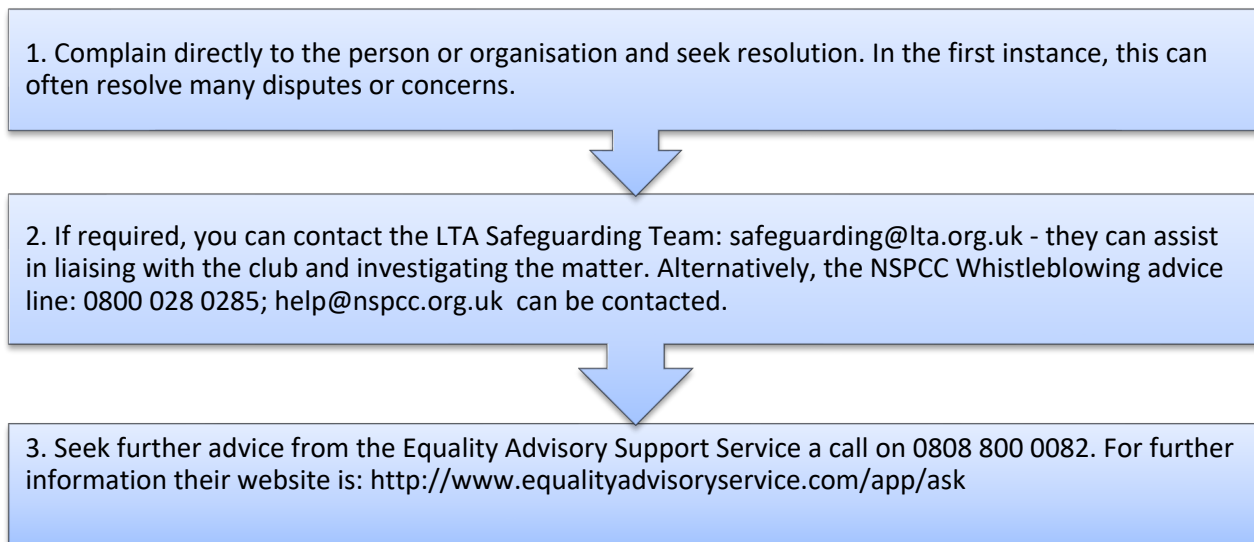 1. Complain directly to the person or organisation and seek resolution. In the first instance, this can
often resolve many disputes or concerns.
2. If required, you can contact the LTA Safeguarding Team: safeguarding@lta.org.uk - they can assist
in liaising with the club and investigating the matter. Alternatively, the NSPCC Whistleblowing advice
line: 0800 028 0285; help@nspcc.org.uk  can be contacted.
3. Seek further advice from the Equality Advisory Support Service a call on 0808 800 0082. For further
information their website is: http://www.equalityadvisoryservice.com/app/ask